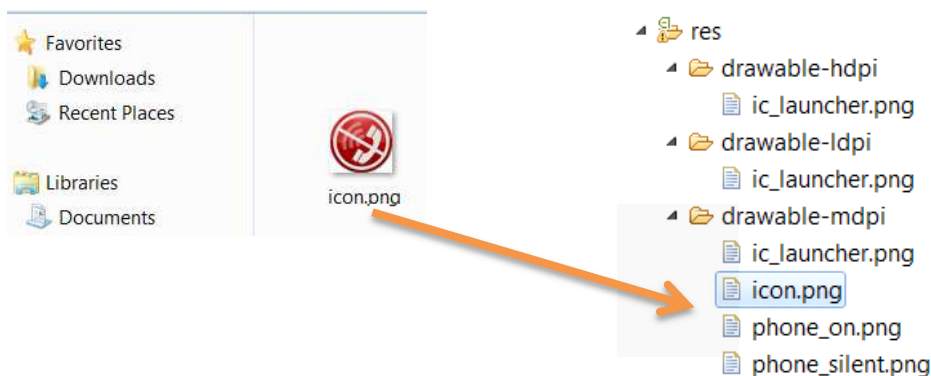 Favorites
Downloads
Recent Places
Libraries
Documents
icon.png
res
drawable-hdpi
ic_launcher.png
drawable-ldpi
ic_launcher.png
drawable-mdpi
ic_launcher.png
icon.png
phone_on.png
phone_silent.png